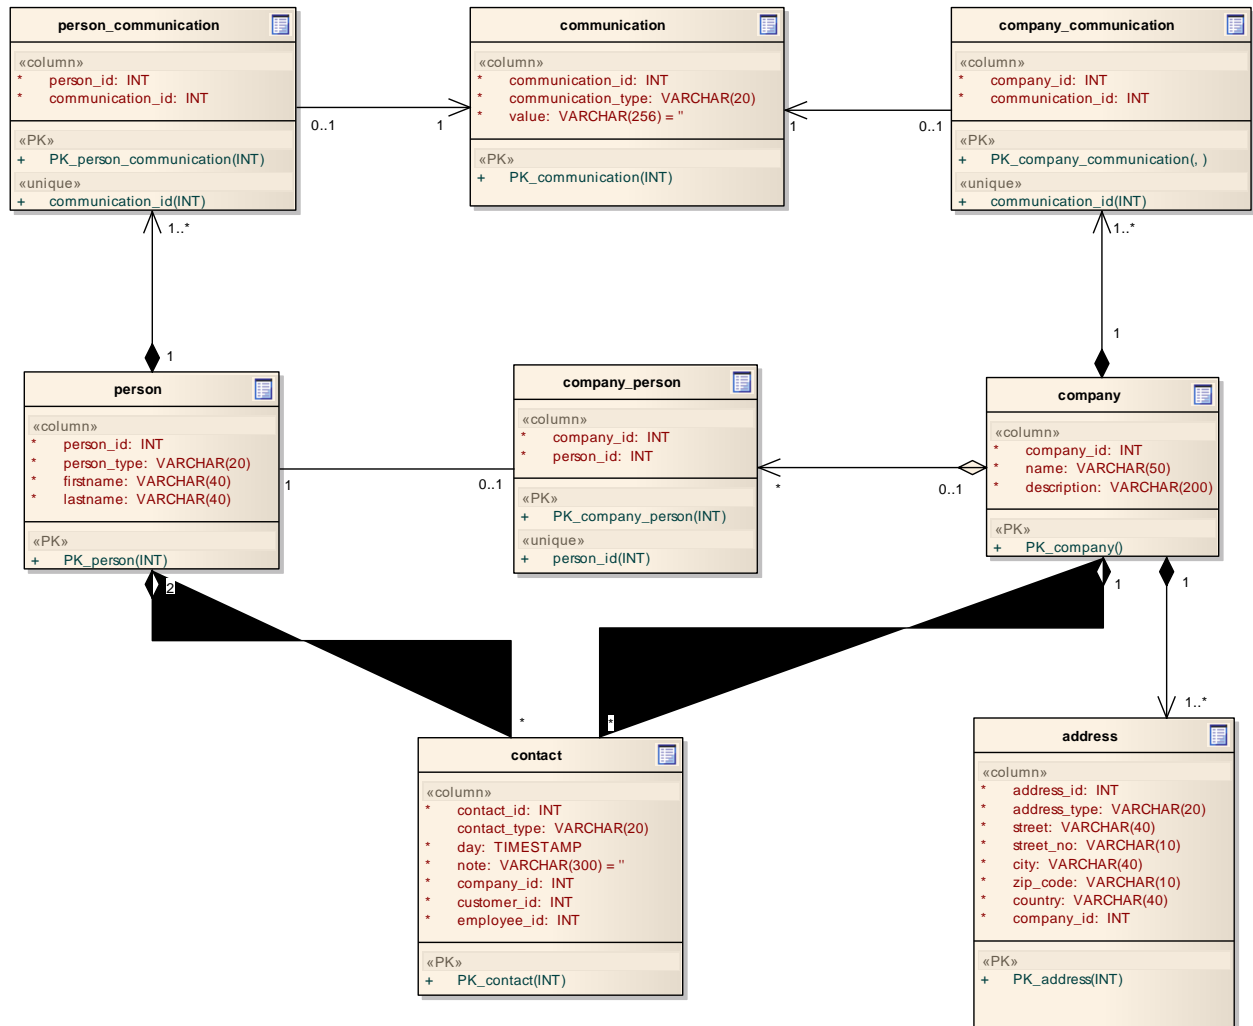 person_communication
«column»
* person_id: INT
* communication_id: INT
«PK»
+ PK_person_communication(INT)
«unique»
+ communication_id(INT)
communication
«column»
* communication_id: INT
* communication_type: VARCHAR(20)
* value: VARCHAR(256) = ''
«PK»
+ PK_communication(INT)
company_communication
«column»
* company_id: INT
* communication_id: INT
«PK»
+ PK_company_communication(, )
«unique»
+ communication_id(INT)
0..1
1
1
0..1
1..*
1
1..*
1
person
«column»
* person_id: INT
* person_type: VARCHAR(20)
* firstname: VARCHAR(40)
* lastname: VARCHAR(40)
«PK»
+ PK_person(INT)
company_person
«column»
* company_id: INT
* person_id: INT
«PK»
+ PK_company_person(INT)
«unique»
+ person_id(INT)
company
«column»
* company_id: INT
* name: VARCHAR(50)
* description: VARCHAR(200)
«PK»
+ PK_company()
1
0..1
*
0..1
2
1
1
*
*
1..*
contact
«column»
* contact_id: INT
contact_type: VARCHAR(20)
* day: TIMESTAMP
* note: VARCHAR(300) = ''
* company_id: INT
* customer_id: INT
* employee_id: INT
«PK»
+ PK_contact(INT)
address
«column»
* address_id: INT
* address_type: VARCHAR(20)
* street: VARCHAR(40)
* street_no: VARCHAR(10)
* city: VARCHAR(40)
* zip_code: VARCHAR(10)
* country: VARCHAR(40)
* company_id: INT
«PK»
+ PK_address(INT)